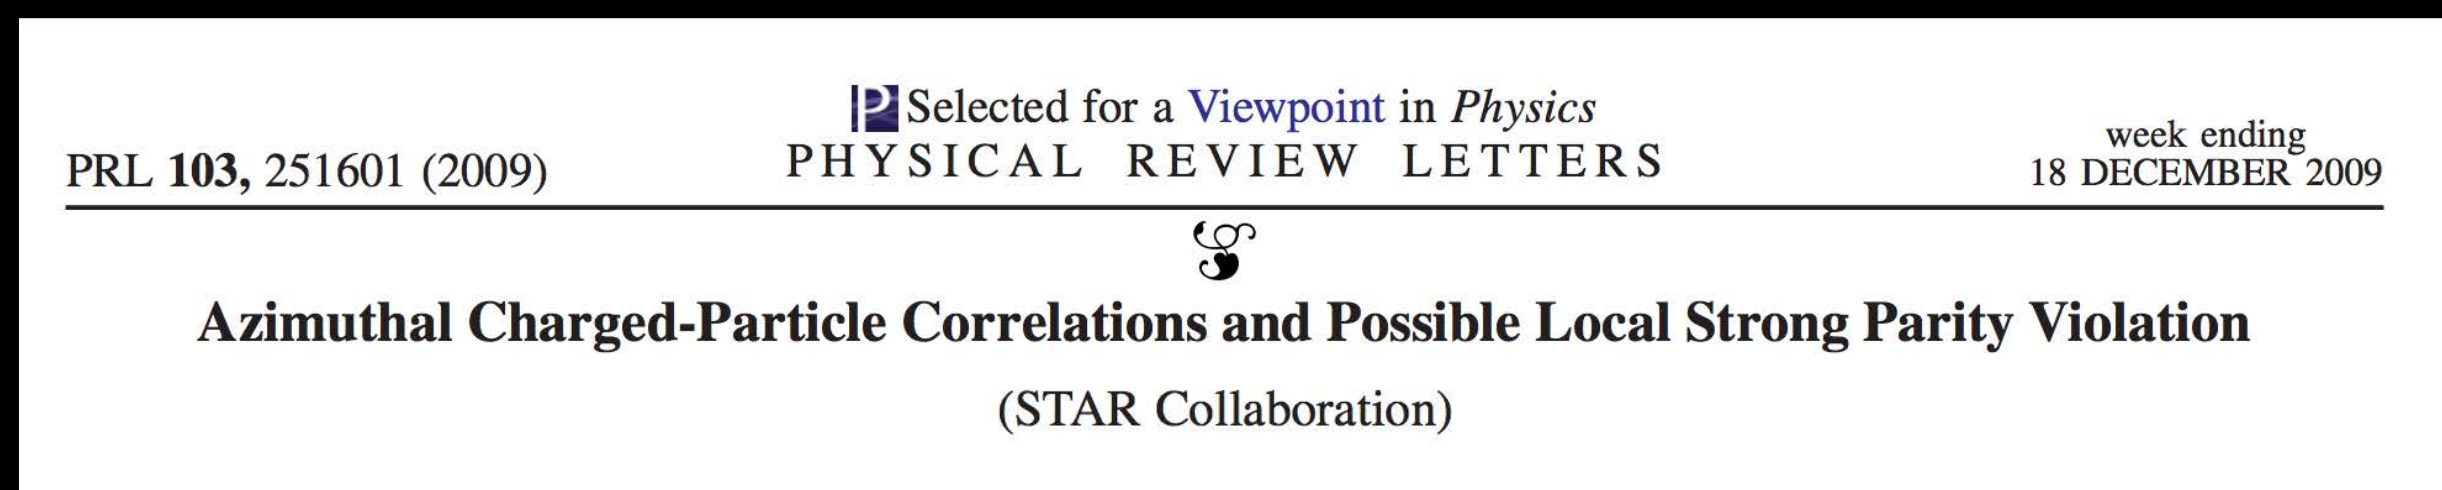 Selected for a Viewpoint in Physics
PRL 103, 251601 (2009)
PHYSICAL REVIEW LETTERS
week ending
18 DECEMBER 2009
Azimuthal Charged-Particle Correlations and Possible Local Strong Parity Violation
(STAR Collaboration)